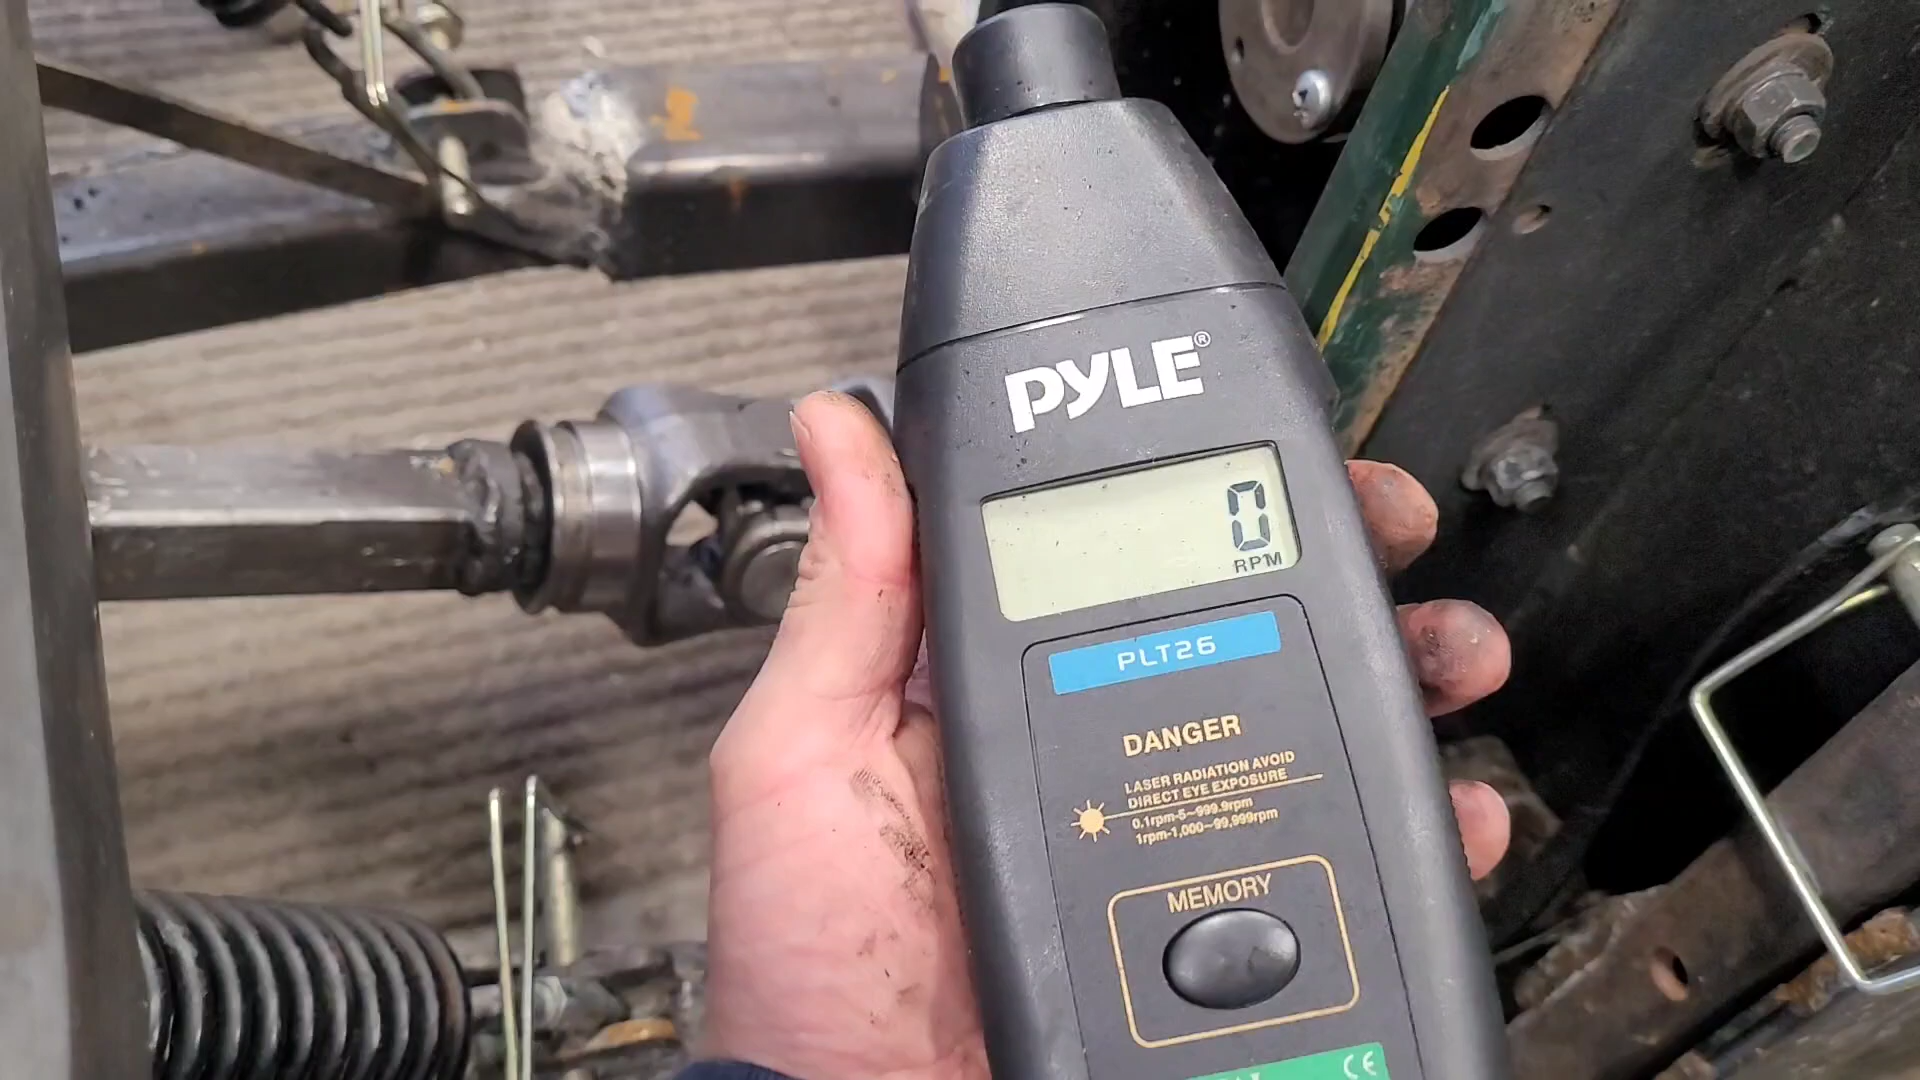 PYLE®
0
RPM
PLT26
DANGER
LASER RADIATION AVOID
DIRECT EYE EXPOSURE
0.1rpm-5~999.9rpm
1rpm-1,000~99,999rpm
MEMORY
CE